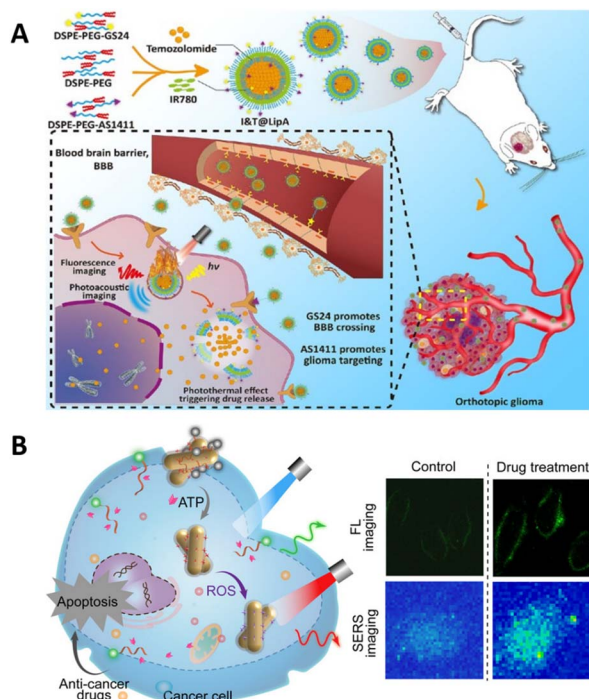 A
DSPE-PEG-GS24
DSPE-PEG
DSPE-PEG-AS1411
Temozolomide
IR780
I&T@LipA
Blood brain barrier,
BBB
Fluorescence
imaging
Photoacoustic
imaging
hv
GS24 promotes
BBB crossing
AS1411 promotes
glioma targeting
Photothermal effect
triggering drug release
Orthotopic glioma
B
ATP
ROS
Apoptosis
Anti-cancer
drugs
Cancer cell
Control
Drug treatment
FL
imaging
SERS
imaging